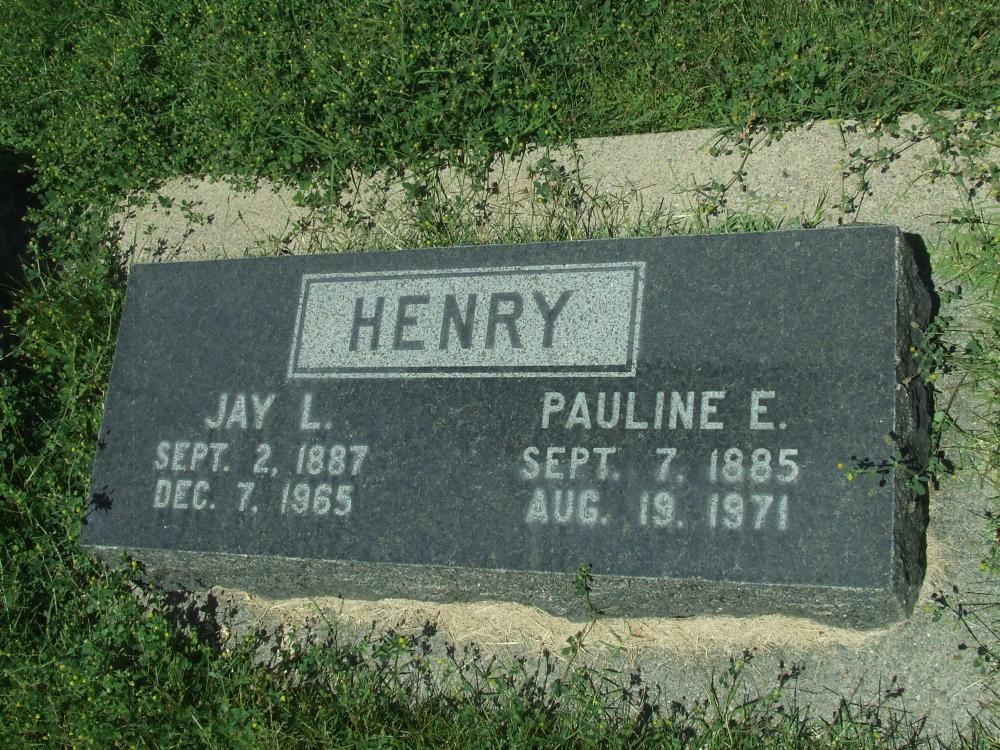 HENRY
JAY L.
SEPT. 2, 1887
DEC. 7, 1965
PAULINE E.
SEPT. 7, 1885
AUG. 19, 1971